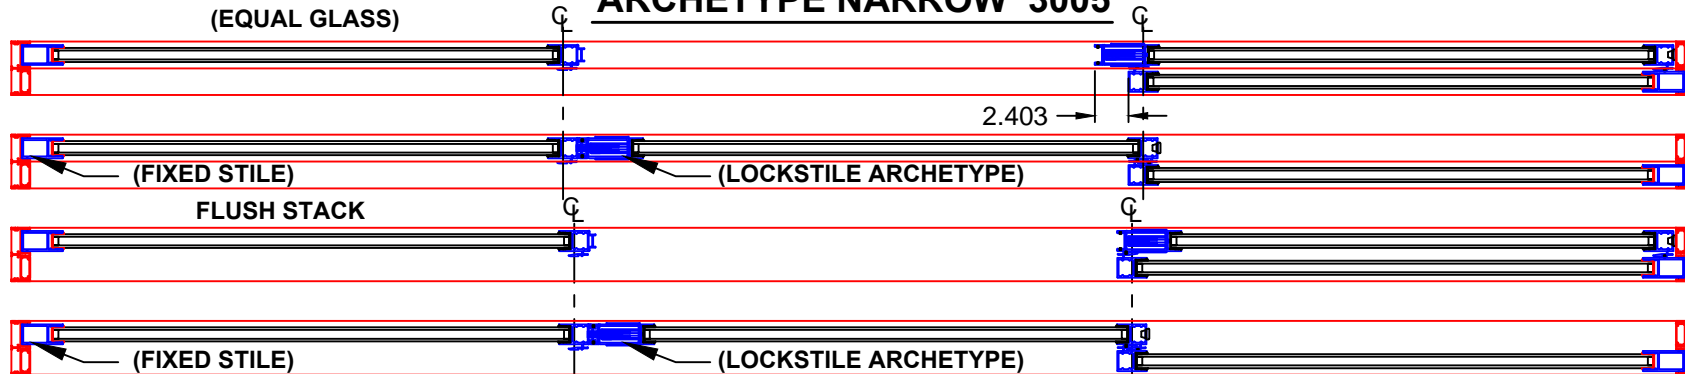 ARCHETYPE NARROW 3005
(EQUAL GLASS)
℄ ℄
2.403
(FIXED STILE) (LOCKSTILE ARCHETYPE)
FLUSH STACK
℄ ℄
(FIXED STILE) (LOCKSTILE ARCHETYPE)